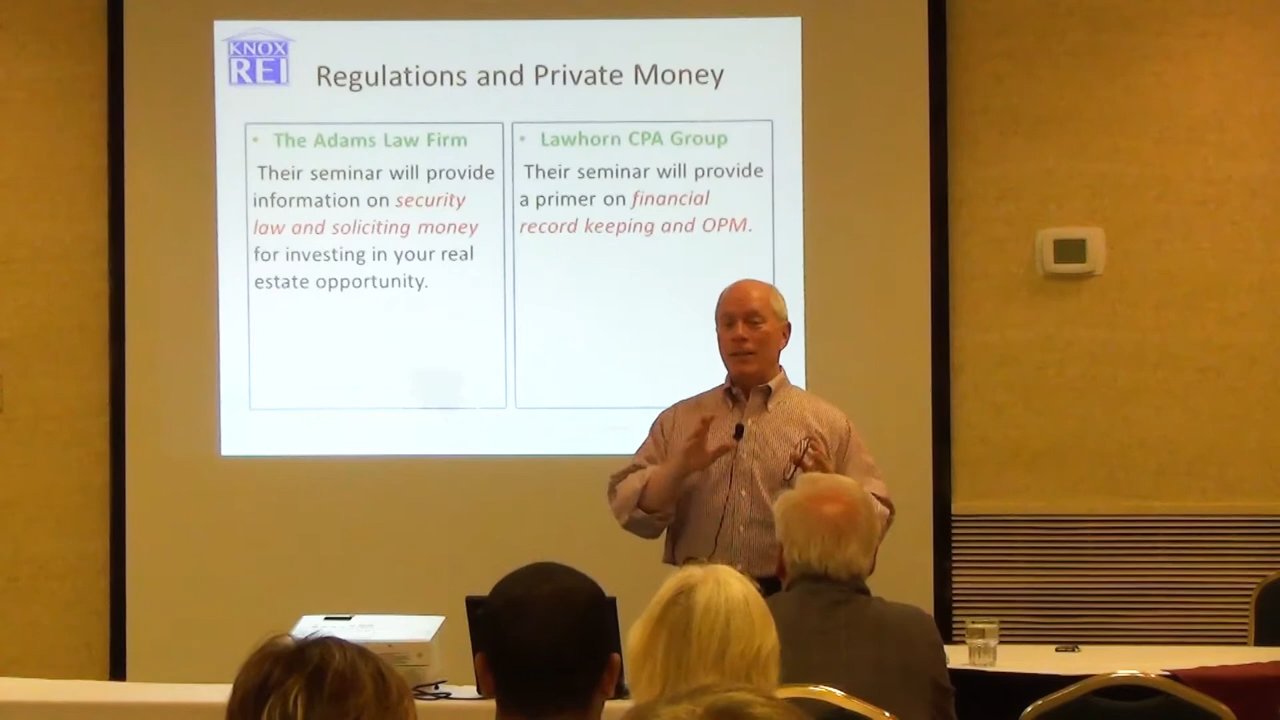 KNOX
REI
Regulations and Private Money
• The Adams Law Firm
Their seminar will provide
information on security
law and soliciting money
for investing in your real
estate opportunity.
• Lawhorn CPA Group
Their seminar will provide
a primer on financial
record keeping and OPM.